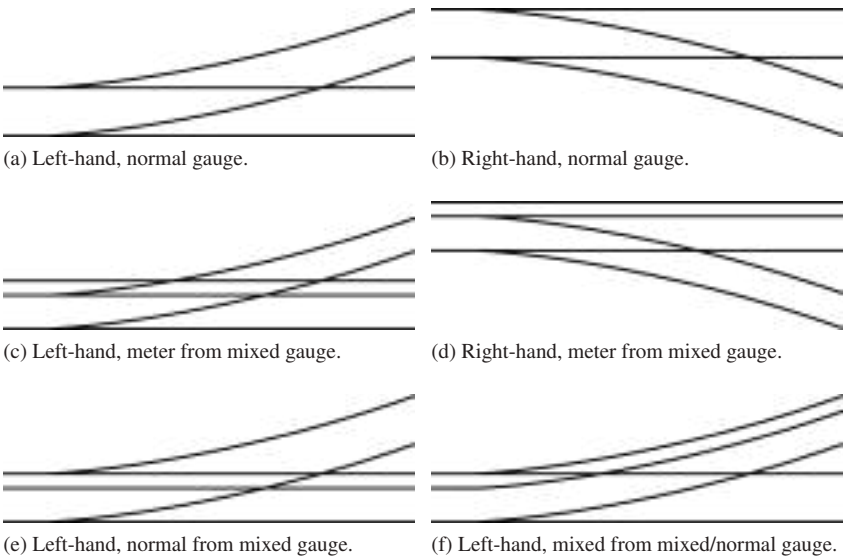 (a) Left-hand, normal gauge.
(b) Right-hand, normal gauge.
(c) Left-hand, meter from mixed gauge.
(d) Right-hand, meter from mixed gauge.
(e) Left-hand, normal from mixed gauge.
(f) Left-hand, mixed from mixed/normal gauge.